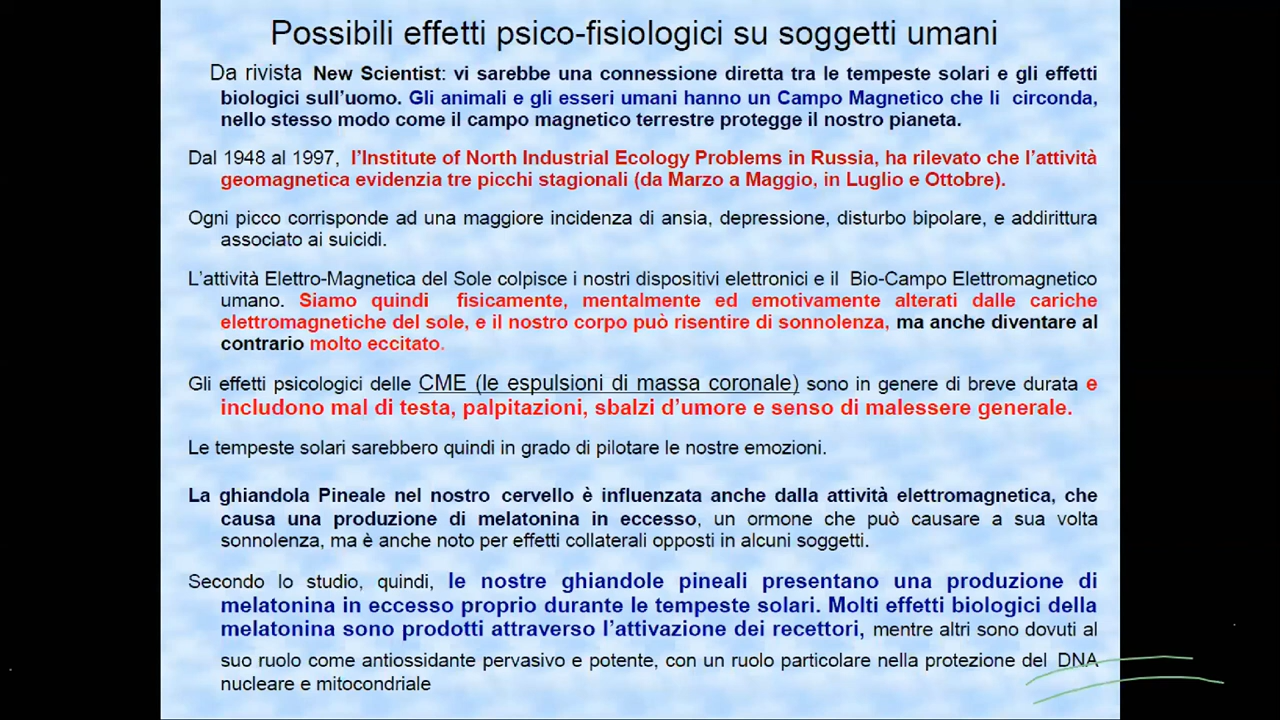 Possibili effetti psico-fisiologici su soggetti umani
Da rivista New Scientist: vi sarebbe una connessione diretta tra le tempeste solari e gli effetti
biologici sull'uomo. Gli animali e gli esseri umani hanno un Campo Magnetico che li circonda,
nello stesso modo come il campo magnetico terrestre protegge il nostro pianeta.
Dal 1948 al 1997, l'Institute of North Industrial Ecology Problems in Russia, ha rilevato che l'attività
geomagnetica evidenzia tre picchi stagionali (da Marzo a Maggio, in Luglio e Ottobre).
Ogni picco corrisponde ad una maggiore incidenza di ansia, depressione, disturbo bipolare, e addirittura
associato ai suicidi.
L'attività Elettro-Magnetica del Sole colpisce i nostri dispositivi elettronici e il Bio-Campo Elettromagnetico
umano. Siamo quindi fisicamente, mentalmente ed emotivamente alterati dalle cariche
elettromagnetiche del sole, e il nostro corpo può risentire di sonnolenza, ma anche diventare al
contrario molto eccitato.
Gli effetti psicologici delle CME (le espulsioni di massa coronale) sono in genere di breve durata e
includono mal di testa, palpitazioni, sbalzi d'umore e senso di malessere generale.
Le tempeste solari sarebbero quindi in grado di pilotare le nostre emozioni.
La ghiandola Pineale nel nostro cervello è influenzata anche dalla attività elettromagnetica, che
causa una produzione di melatonina in eccesso, un ormone che può causare a sua volta
sonnolenza, ma è anche noto per effetti collaterali opposti in alcuni soggetti.
Secondo lo studio, quindi, le nostre ghiandole pineali presentano una produzione di
melatonina in eccesso proprio durante le tempeste solari. Molti effetti biologici della
melatonina sono prodotti attraverso l'attivazione dei recettori, mentre altri sono dovuti al
suo ruolo come antiossidante pervasivo e potente, con un ruolo particolare nella protezione del DNA
nucleare e mitocondriale